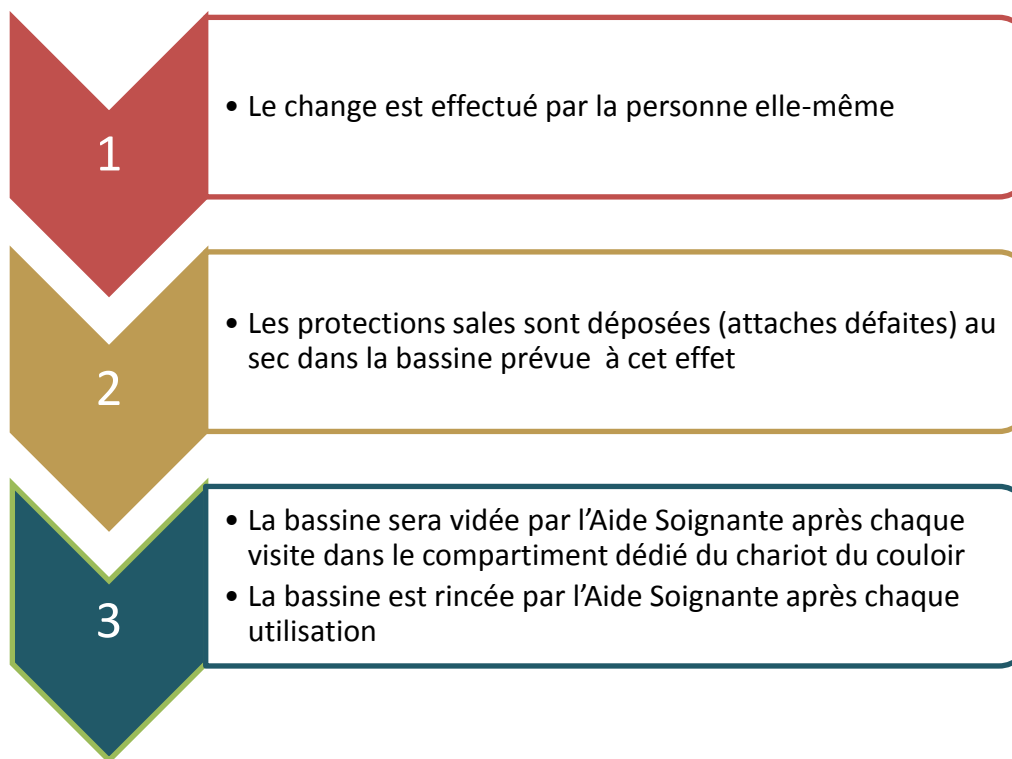 1
• Le change est effectué par la personne elle-même
2
• Les protections sales sont déposées (attaches défaites) au
sec dans la bassine prévue  à cet effet
3
• La bassine sera vidée par l’Aide Soignante après chaque
visite dans le compartiment dédié du chariot du couloir
• La bassine est rincée par l’Aide Soignante après chaque
utilisation